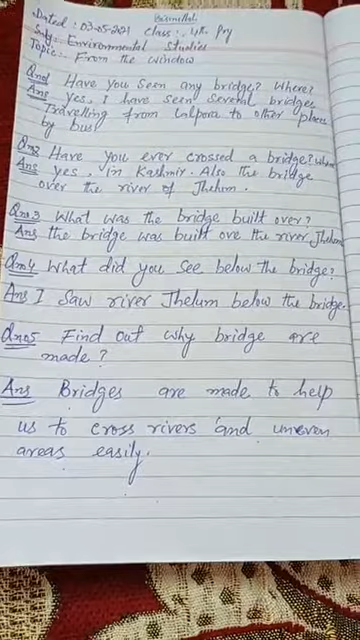 Bismillah
Dated : 03-05-2021 Class :. 4th Pry
Sub :. Environmental Studies
Topic :. From the window
Qno1 Have you seen any bridge? Where?
Ans Yes, I have seen several bridges
Travelling from Lalpora to other places
by bus
Qno2 Have you ever crossed a bridge? where
Ans yes, in Kashmir. Also the bridge
over the river of Jhelum.
Qno3 What was the bridge built over?
Ans the bridge was built ove the river Jhelum
Qno4 What did you see below the bridge?
Ans I saw river Jhelum below the bridge.
Qno5 Find out why bridge are
made?
Ans Bridges are made to help
us to cross rivers and uneven
areas easily.